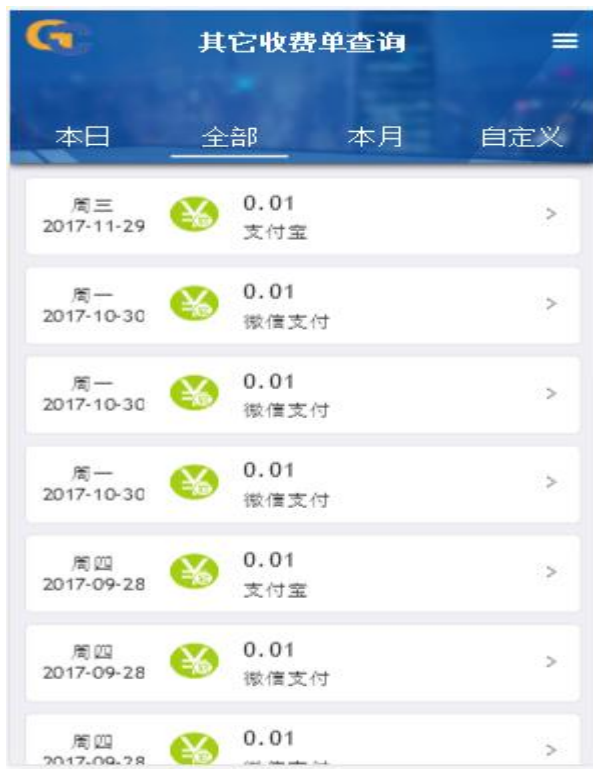 其它收费单查询
本日 全部 本月 自定义
周三
2017-11-29
0.01
支付宝
>
周一
2017-10-30
0.01
微信支付
>
周一
2017-10-30
0.01
微信支付
>
周一
2017-10-30
0.01
微信支付
>
周四
2017-09-28
0.01
支付宝
>
周四
2017-09-28
0.01
微信支付
>
周四
2017-09-28
0.01
>